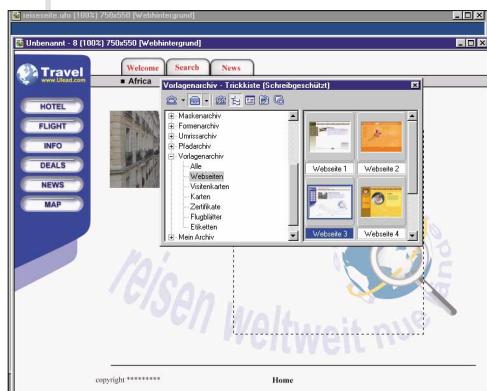 reiseseite.ufo (100%) 750x550 (Webhintergrund)
Unbenannt - 8 (100%) 750x550 (Webhintergrund)
Travel
www.Ulead.com
Welcome
Search
News
Africa
HOTEL
FLIGHT
INFO
DEALS
NEWS
MAP
Vorlagenarchiv - Trickkiste (Schreibgeschützt)
Maskenarchiv
Formenarchiv
Umrissarchiv
Pfadarchiv
Vorlagenarchiv
Alle
Webseiten
Visitenkarten
Karten
Zertifikate
Flugblätter
Etiketten
Mein Archiv
Webseite 1
Webseite 2
Webseite 3
Webseite 4
reisen weltweit
copyright *********
Home